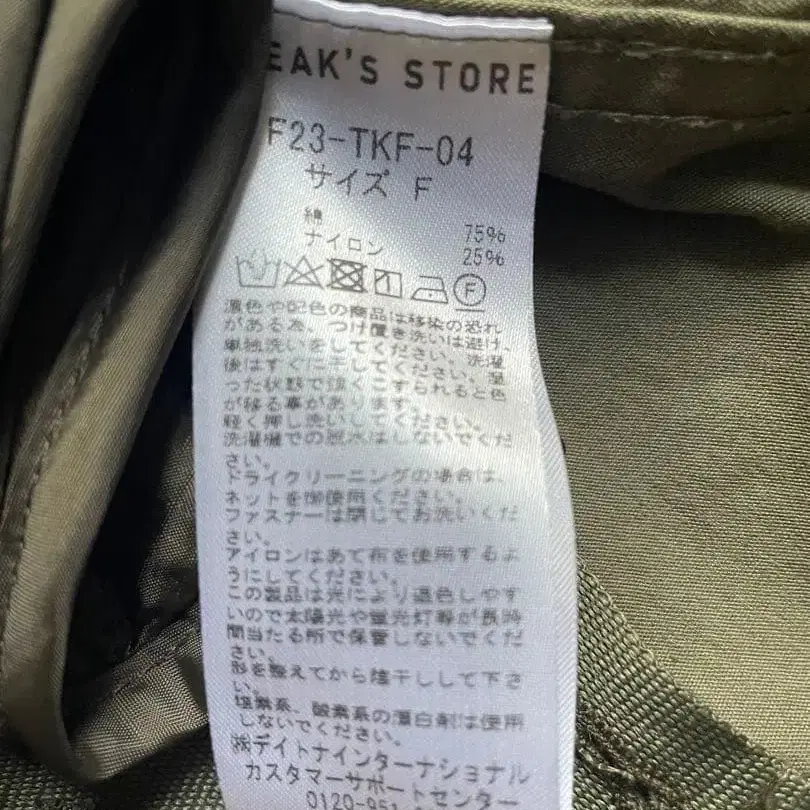 EAK'S STORE
F23-TKF-04
サイズ F
綿 75%
ナイロン 25%
F
濃色や配色の商品は移染の恐れ
がある為、つけ置き洗いは避け、
単独洗いをしてください。洗濯
後はすぐに干してください。湿
った状態で強くこすられると色
が移る事があります。
軽く押し洗いしてください。
洗濯機での脱水はしないでくだ
さい。
ドライクリーニングの場合は、
ネットを御使用ください。
ファスナーは閉じてお洗いくだ
さい。
アイロンはあて布を使用するよ
うにしてください。
この製品は光により退色しやす
いので太陽光や蛍光灯等が長時
間当たる所で保管しないでくだ
さい。
形を整えてから陰干しして下さ
い。
塩素系、酸素系の漂白剤は使用
しないでください。
㈱デイトナインターナショナル
カスタマーサポートセンター
0120-951